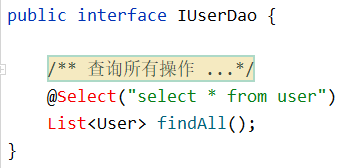 public interface IUserDao {
/** 查询所有操作 ...*/
@Select("select * from user")
List<User> findAll();
}